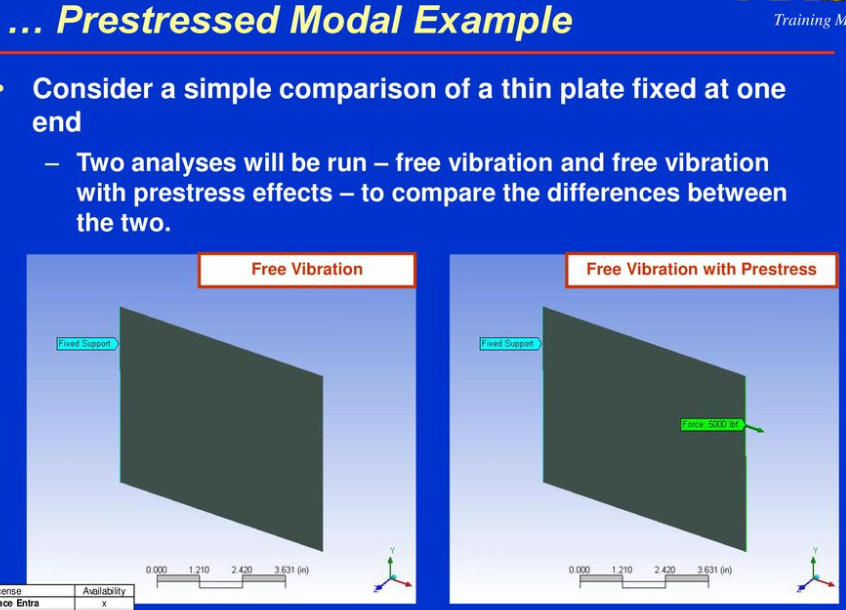 ... Prestressed Modal Example
Training M
• Consider a simple comparison of a thin plate fixed at one
end
– Two analyses will be run – free vibration and free vibration
with prestress effects – to compare the differences between
the two.
Free Vibration
Fixed Support
0.000 1.210 2.420 3.631 (in)
Y
Z
Free Vibration with Prestress
Fixed Support
Force: 5000 lbf
0.000 1.210 2.420 3.631 (in)
Y
Z
cense Availability
ace Entra x